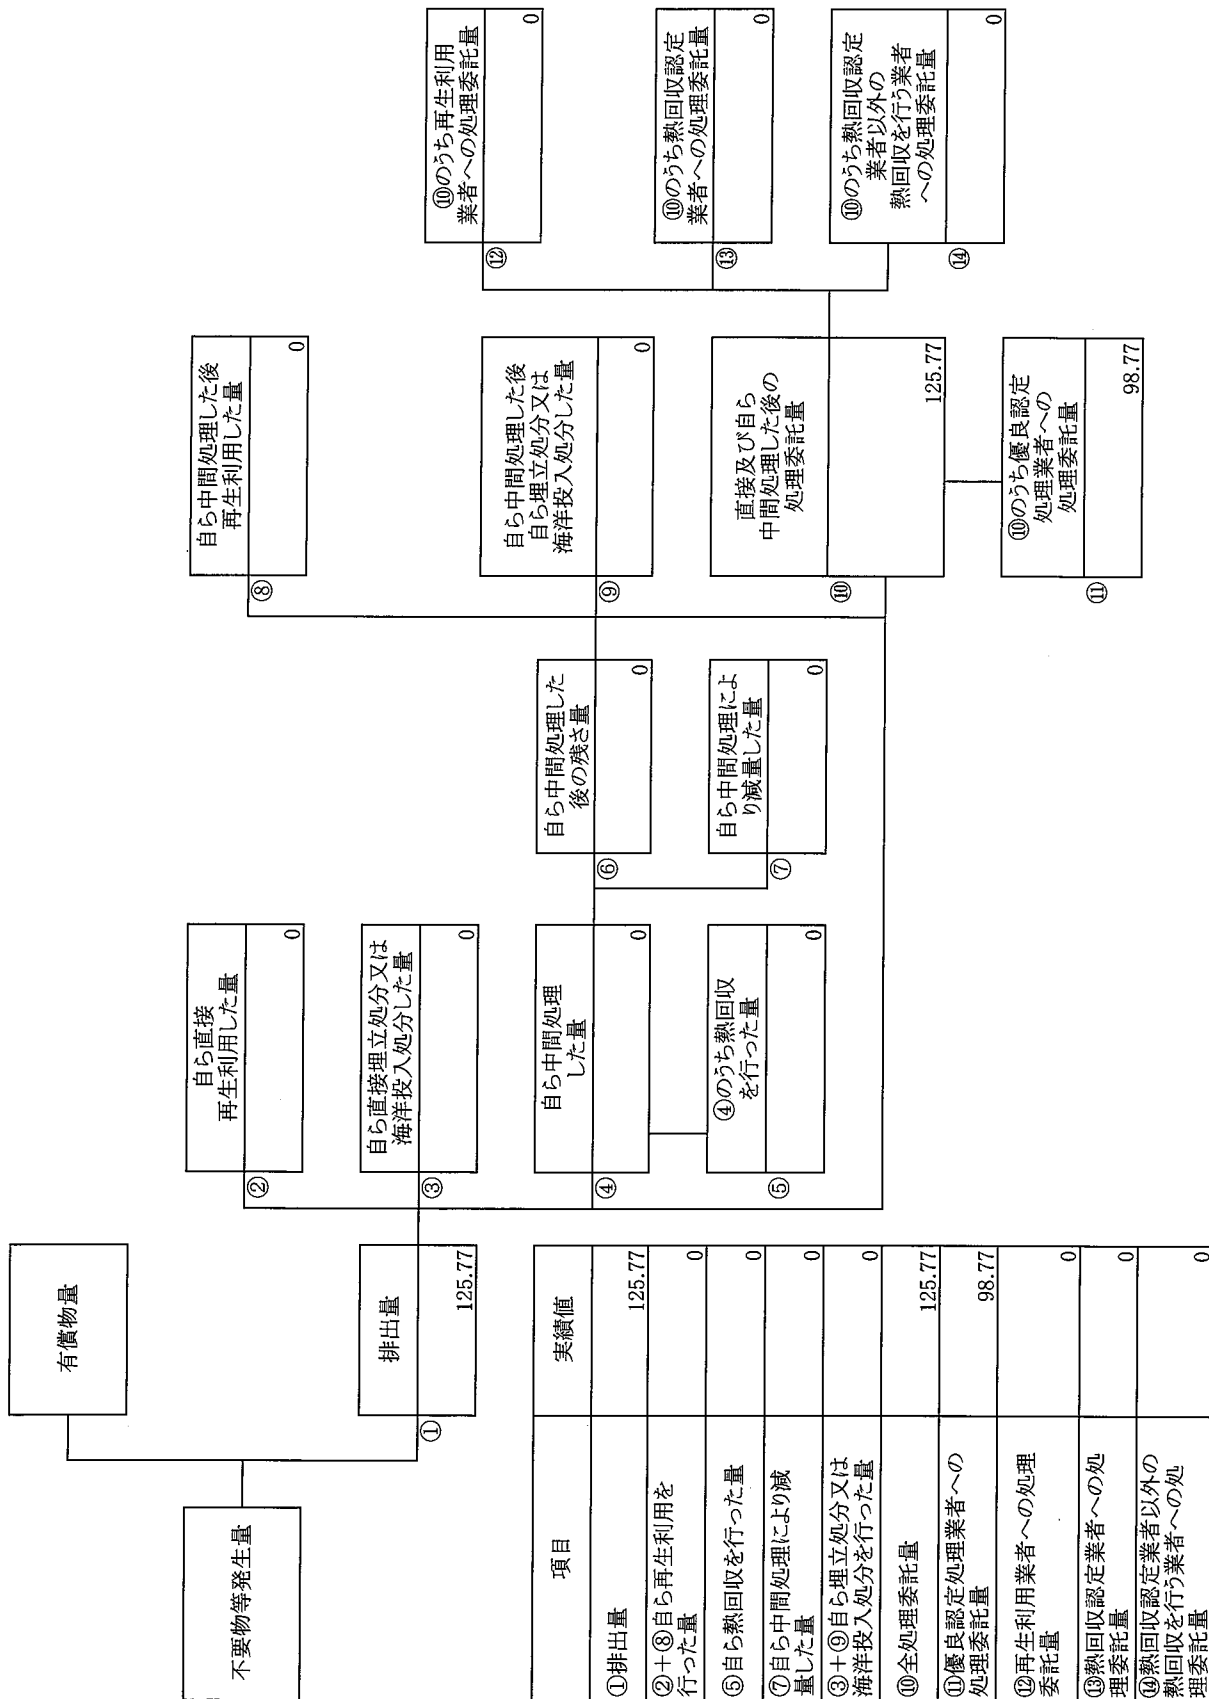 不要物等発生量
有償物量
①
排出量
125.77
②
自ら直接
再生利用した量
0
③
自ら直接埋立処分又は
海洋投入処分した量
0
④
自ら中間処理
した量
0
⑤
④のうち熱回収
を行った量
0
⑥
自ら中間処理した
後の残さ量
0
⑦
自ら中間処理によ
り減量した量
0
⑧
自ら中間処理した後
再生利用した量
0
⑨
自ら中間処理した後
自ら埋立処分又は
海洋投入処分した量
0
⑩
直接及び自ら
中間処理した後の
処理委託量
125.77
⑪
⑩のうち優良認定
処理業者への
処理委託量
98.77
⑫
⑩のうち再生利用
業者への処理委託量
0
⑬
⑩のうち熱回収認定
業者への処理委託量
0
⑭
⑩のうち熱回収認定
業者以外の
熱回収を行う業者
への処理委託量
0
項目
実績値
①排出量
125.77
②+⑧自ら再生利用を
行った量
0
⑤自ら熱回収を行った量
0
⑦自ら中間処理により減
量した量
0
③+⑨自ら埋立処分又は
海洋投入処分を行った量
0
⑩全処理委託量
125.77
⑪優良認定処理業者への
処理委託量
98.77
⑫再生利用業者への処理
委託量
0
⑬熱回収認定業者への処
理委託量
0
⑭熱回収認定業者以外の
熱回収を行う業者への処
理委託量
0